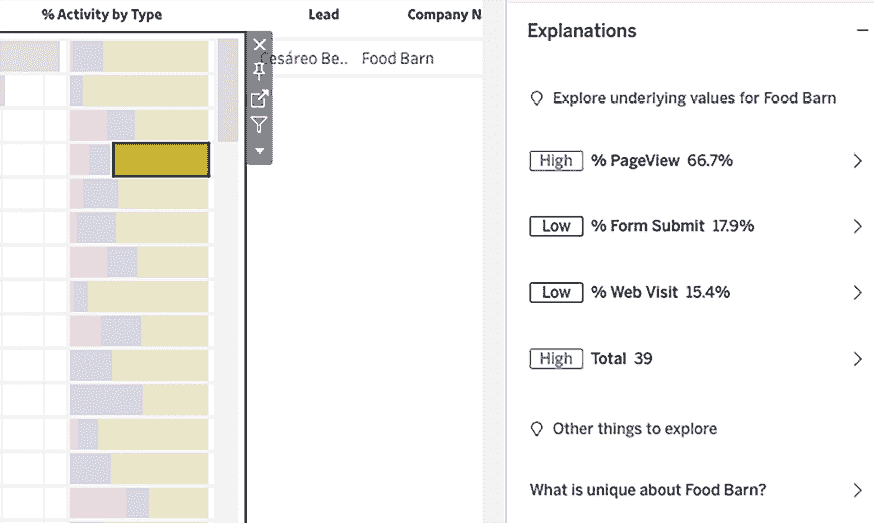 % Activity by Type
Lead
Company N
Cesáreo Be..
Food Barn
Explanations
Explore underlying values for Food Barn
High % PageView 66.7%
Low % Form Submit 17.9%
Low % Web Visit 15.4%
High Total 39
Other things to explore
What is unique about Food Barn?